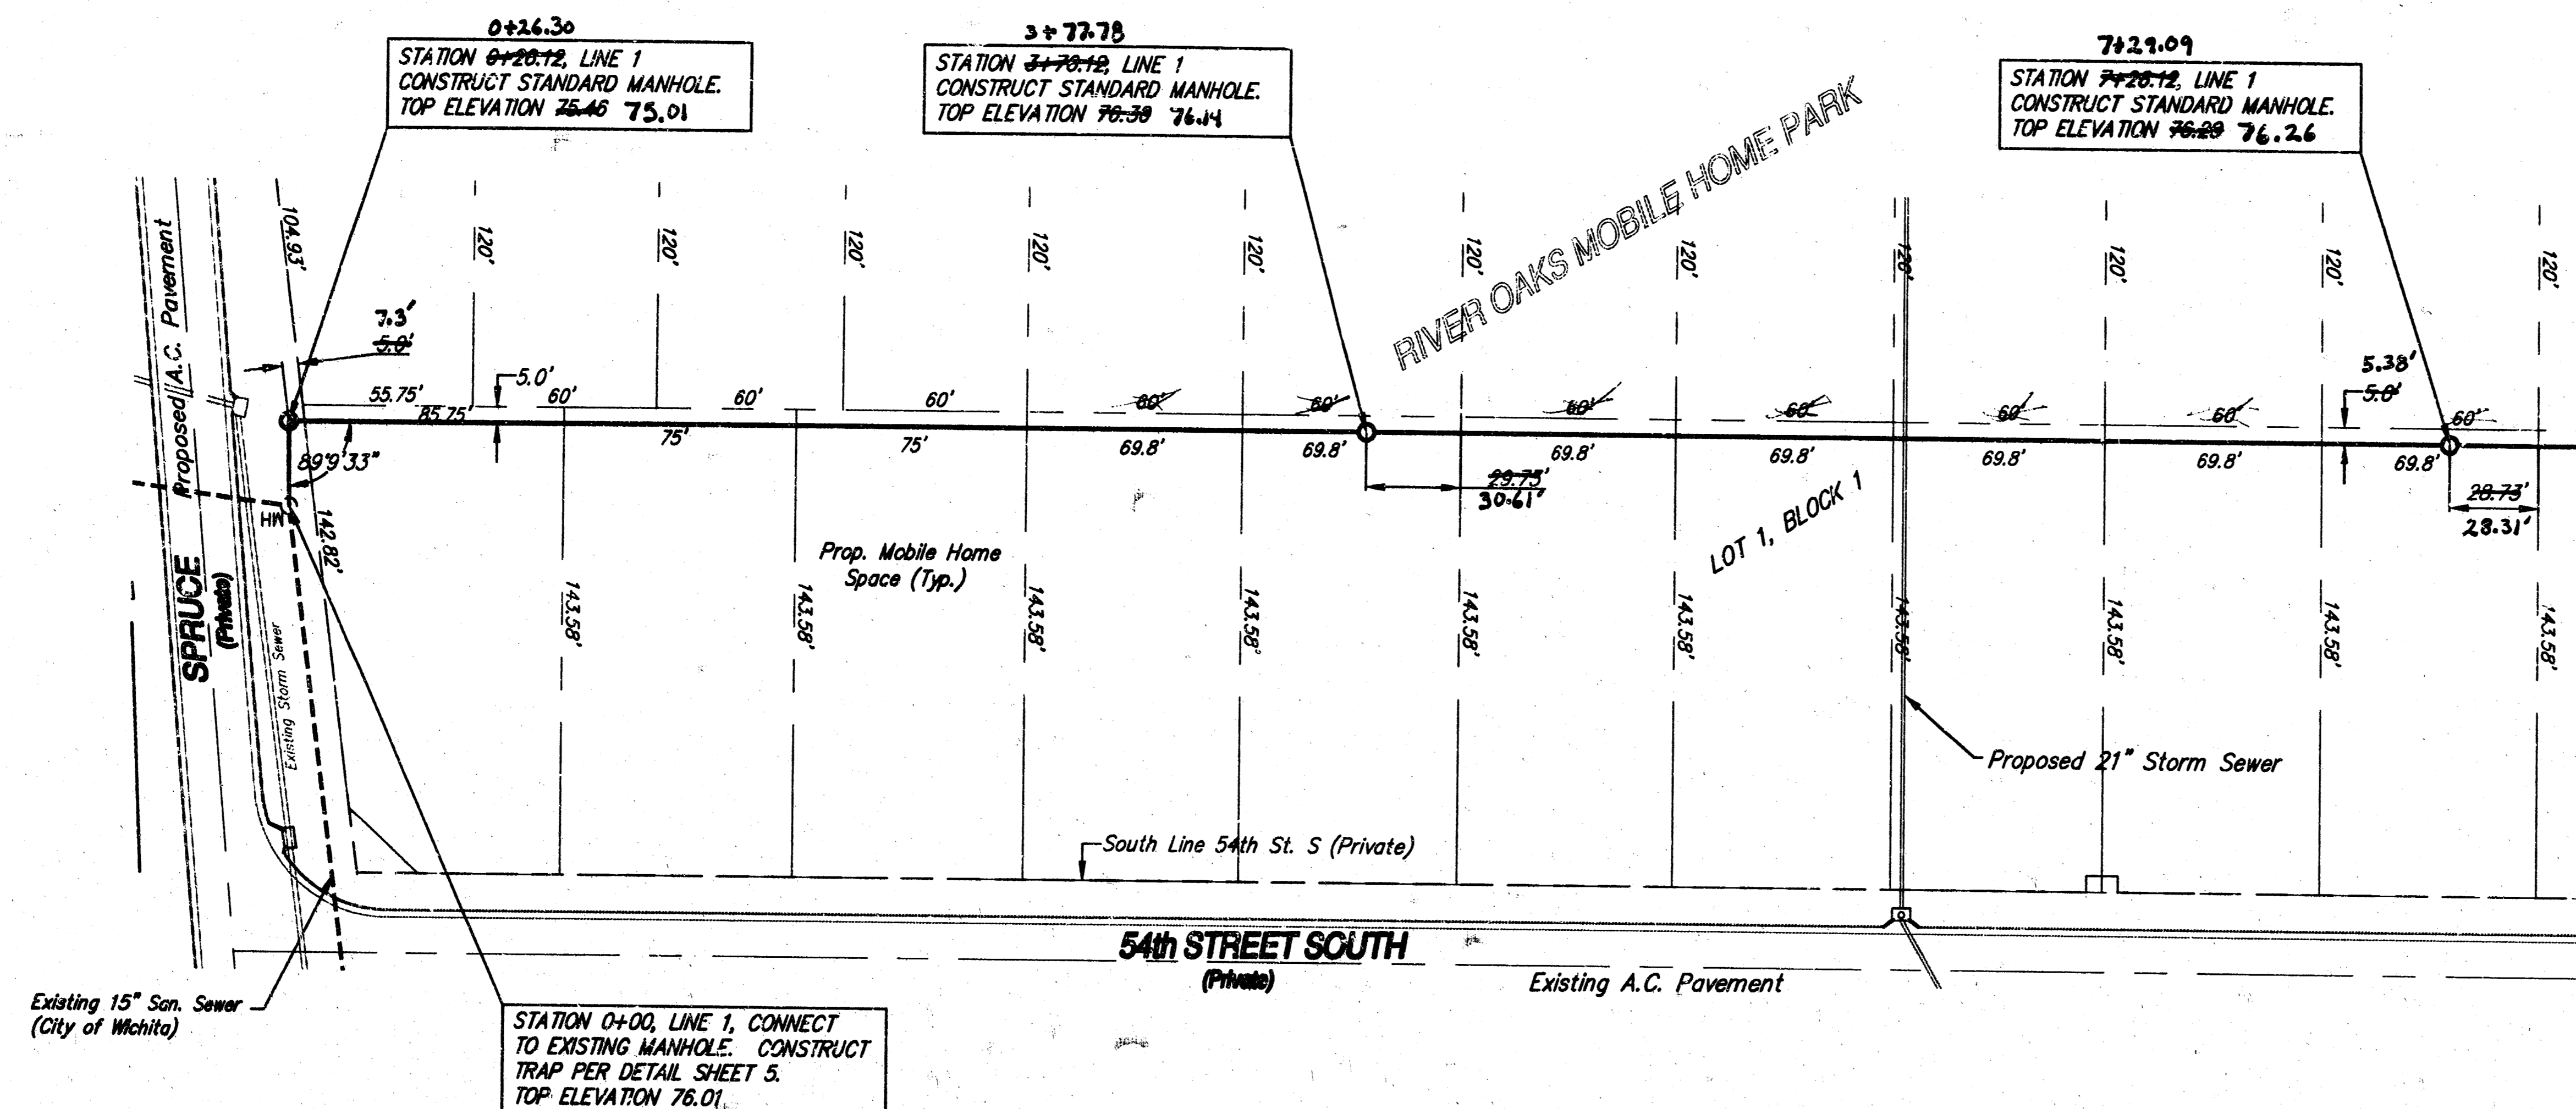 0+26.30
STATION 0+26.12, LINE 1
CONSTRUCT STANDARD MANHOLE.
TOP ELEVATION 75.46 75.01
3+77.78
STATION 3+76.12, LINE 1
CONSTRUCT STANDARD MANHOLE.
TOP ELEVATION 76.39 76.14
7+29.09
STATION 7+26.12, LINE 1
CONSTRUCT STANDARD MANHOLE.
TOP ELEVATION 76.29 76.26
RIVER OAKS MOBILE HOME PARK
104.93'
120'
120'
120'
120'
120'
120'
120'
120'
120'
120'
120'
Proposed A.C. Pavement
7.3'
5.0'
5.0'
5.38'
5.0'
55.75'
60'
60'
60'
60'
60'
60'
60'
60'
60'
60'
85.75'
75'
75'
69.8'
69.8'
69.8'
69.8'
69.8'
69.8'
69.8'
89°9'33"
29.75'
30.61'
28.73'
28.31'
MH
142.82'
LOT 1, BLOCK 1
Prop. Mobile Home
Space (Typ.)
SPRUCE
(Private)
Existing Storm Sewer
143.58'
143.58'
143.58'
143.58'
143.58'
143.58'
143.58'
143.58'
143.58'
143.58'
Proposed 21" Storm Sewer
South Line 54th St. S (Private)
54th STREET SOUTH
(Private)
Existing A.C. Pavement
Existing 15" San. Sewer
(City of Wichita)
STATION 0+00, LINE 1, CONNECT
TO EXISTING MANHOLE. CONSTRUCT
TRAP PER DETAIL SHEET 5.
TOP ELEVATION 76.01